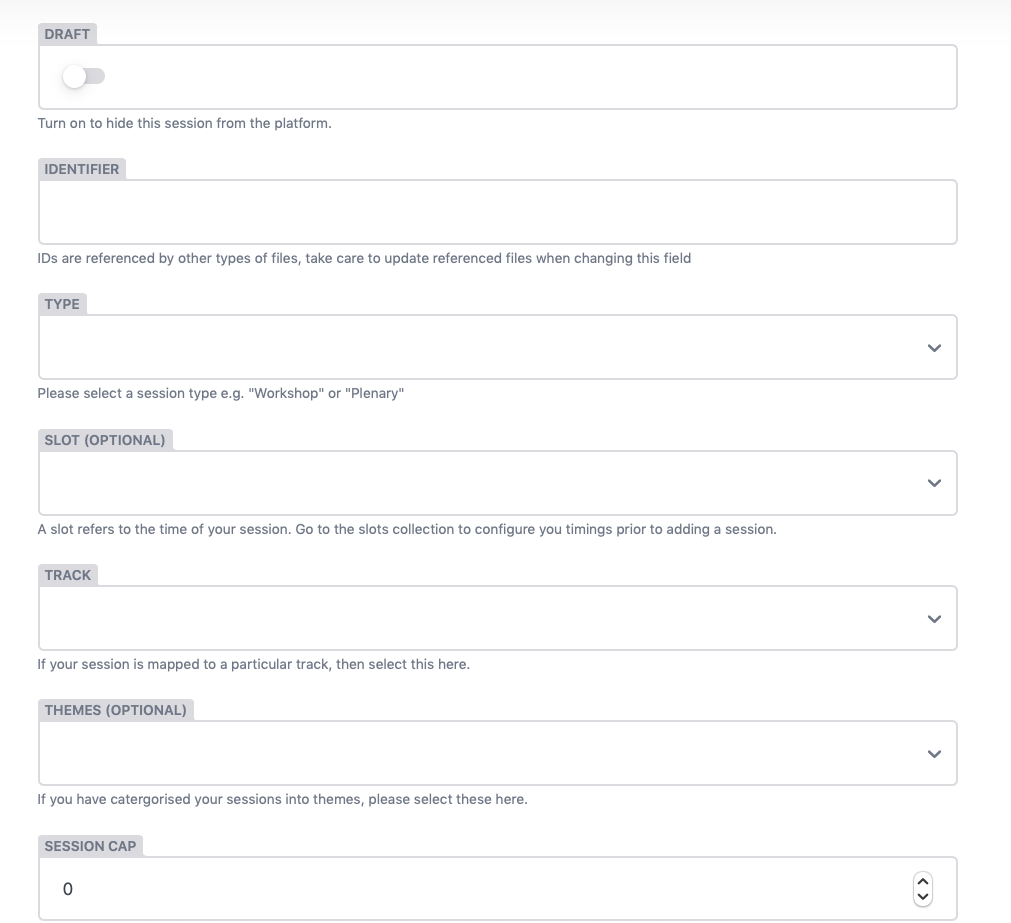 DRAFT
Turn on to hide this session from the platform.
IDENTIFIER
IDs are referenced by other types of files, take care to update referenced files when changing this field
TYPE
Please select a session type e.g. "Workshop" or "Plenary"
SLOT (OPTIONAL)
A slot refers to the time of your session. Go to the slots collection to configure you timings prior to adding a session.
TRACK
If your session is mapped to a particular track, then select this here.
THEMES (OPTIONAL)
If you have catergorised your sessions into themes, please select these here.
SESSION CAP
0